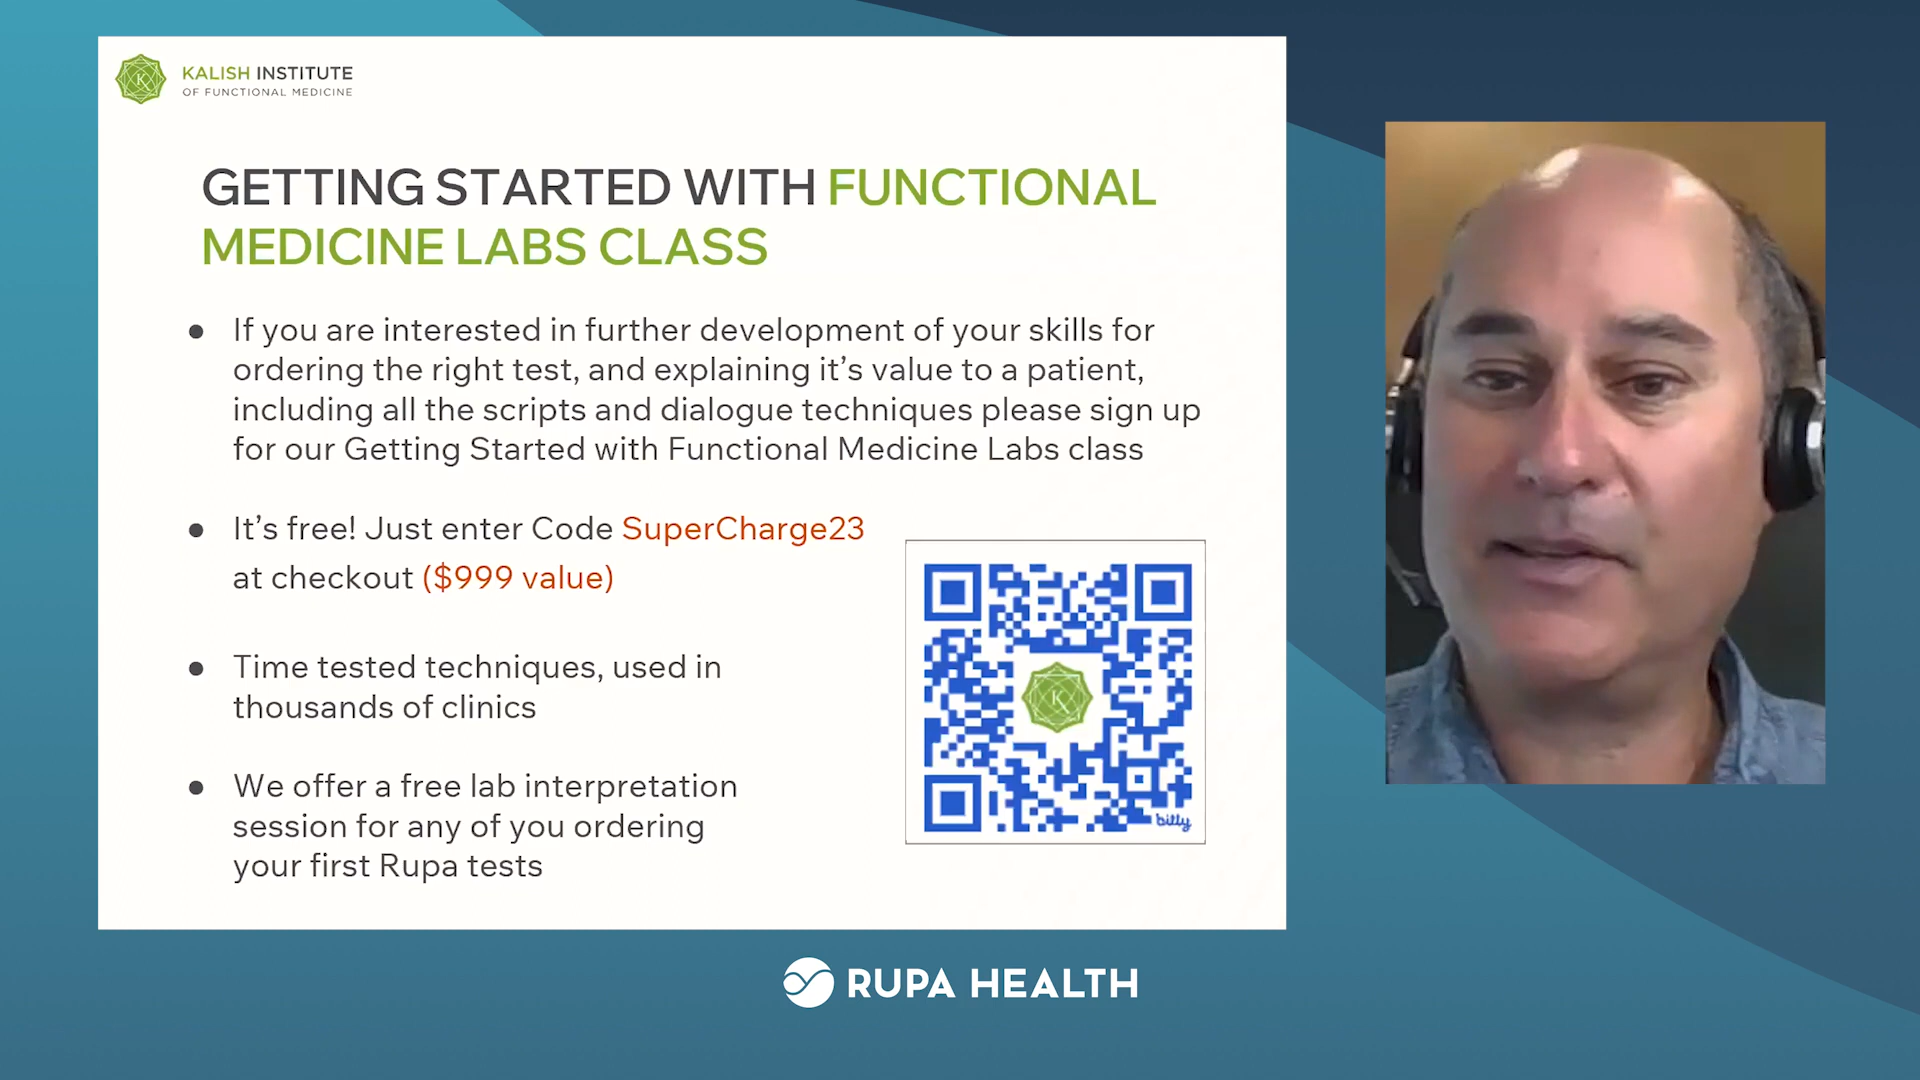 KALISH INSTITUTE
OF FUNCTIONAL MEDICINE
GETTING STARTED WITH FUNCTIONAL
MEDICINE LABS CLASS
● If you are interested in further development of your skills for
ordering the right test, and explaining it’s value to a patient,
including all the scripts and dialogue techniques please sign up
for our Getting Started with Functional Medicine Labs class
● It’s free! Just enter Code SuperCharge23
at checkout ($999 value)
● Time tested techniques, used in
thousands of clinics
● We offer a free lab interpretation
session for any of you ordering
your first Rupa tests
K
bitly
RUPA HEALTH